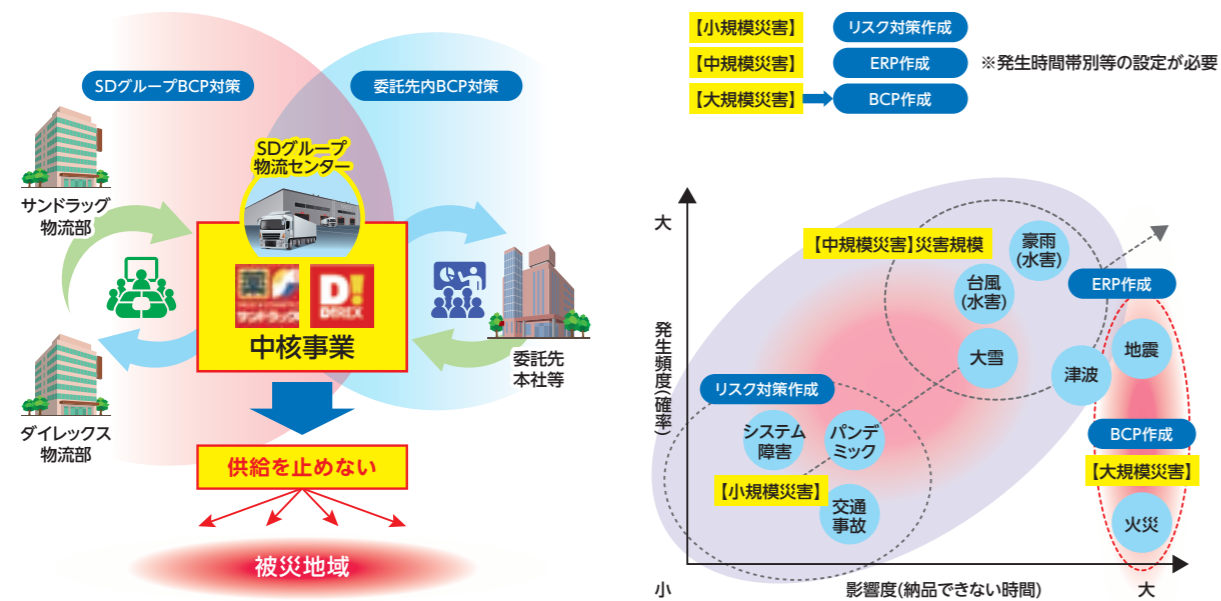 SDグループBCP対策
委託先内BCP対策
SDグループ
物流センター
サンドラッグ
物流部
薬
サンドラッグ
D!
DIREX
中核事業
委託先
本社等
ダイレックス
物流部
供給を止めない
被災地域
【小規模災害】
リスク対策作成
【中規模災害】
ERP作成
※発生時間帯別等の設定が必要
【大規模災害】
BCP作成
大
【中規模災害】災害規模
豪雨
(水害)
台風
(水害)
ERP作成
発生頻度(確率)
大雪
津波
地震
リスク対策作成
システム
障害
パンデ
ミック
BCP作成
【大規模災害】
【小規模災害】
交通
事故
火災
小
影響度(納品できない時間)
大